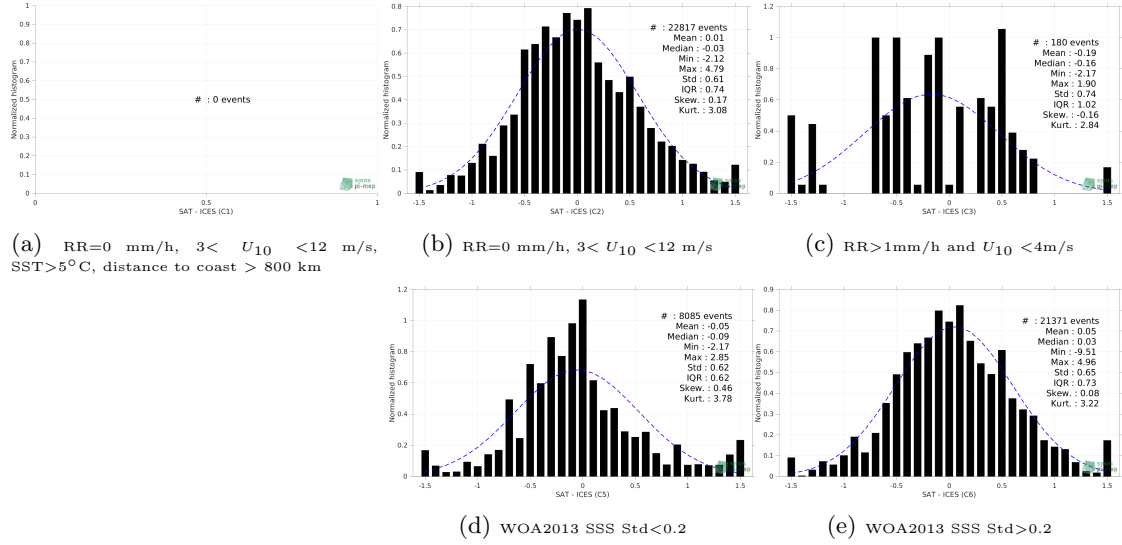 1
0.9
0.8
0.7
0.6
0.5
0.4
0.3
0.2
0.1
0
Normalized histogram
# : 0 events
0 0.5 1
SAT - ICES (C1)
smos
pi-mep
(a) RR=0 mm/h, 3< U10 <12 m/s,
SST>5°C, distance to coast > 800 km
0.8
0.7
0.6
0.5
0.4
0.3
0.2
0.1
0
Normalized histogram
# : 22817 events
Mean : 0.01
Median : -0.03
Min : -2.12
Max : 4.79
Std : 0.61
IQR : 0.74
Skew. : 0.17
Kurt. : 3.08
-1.5 -1 -0.5 0 0.5 1 1.5
SAT - ICES (C2)
smos
pi-mep
(b) RR=0 mm/h, 3< U10 <12 m/s
1.2
1
0.8
0.6
0.4
0.2
0
Normalized histogram
# : 180 events
Mean : -0.19
Median : -0.16
Min : -2.17
Max : 1.90
Std : 0.74
IQR : 1.02
Skew. : -0.16
Kurt. : 2.84
-1.5 -1 -0.5 0 0.5 1 1.5
SAT - ICES (C3)
smos
pi-mep
(c) RR>1mm/h and U10 <4m/s
1.2
1
0.8
0.6
0.4
0.2
0
Normalized histogram
# : 8085 events
Mean : -0.05
Median : -0.09
Min : -2.17
Max : 2.85
Std : 0.62
IQR : 0.62
Skew. : 0.46
Kurt. : 3.78
-1.5 -1 -0.5 0 0.5 1 1.5
SAT - ICES (C5)
smos
pi-mep
(d) WOA2013 SSS Std<0.2
0.9
0.8
0.7
0.6
0.5
0.4
0.3
0.2
0.1
0
Normalized histogram
# : 21371 events
Mean : 0.05
Median : 0.03
Min : -9.51
Max : 4.96
Std : 0.65
IQR : 0.73
Skew. : 0.08
Kurt. : 3.22
-1.5 -1 -0.5 0 0.5 1 1.5
SAT - ICES (C6)
smos
pi-mep
(e) WOA2013 SSS Std>0.2